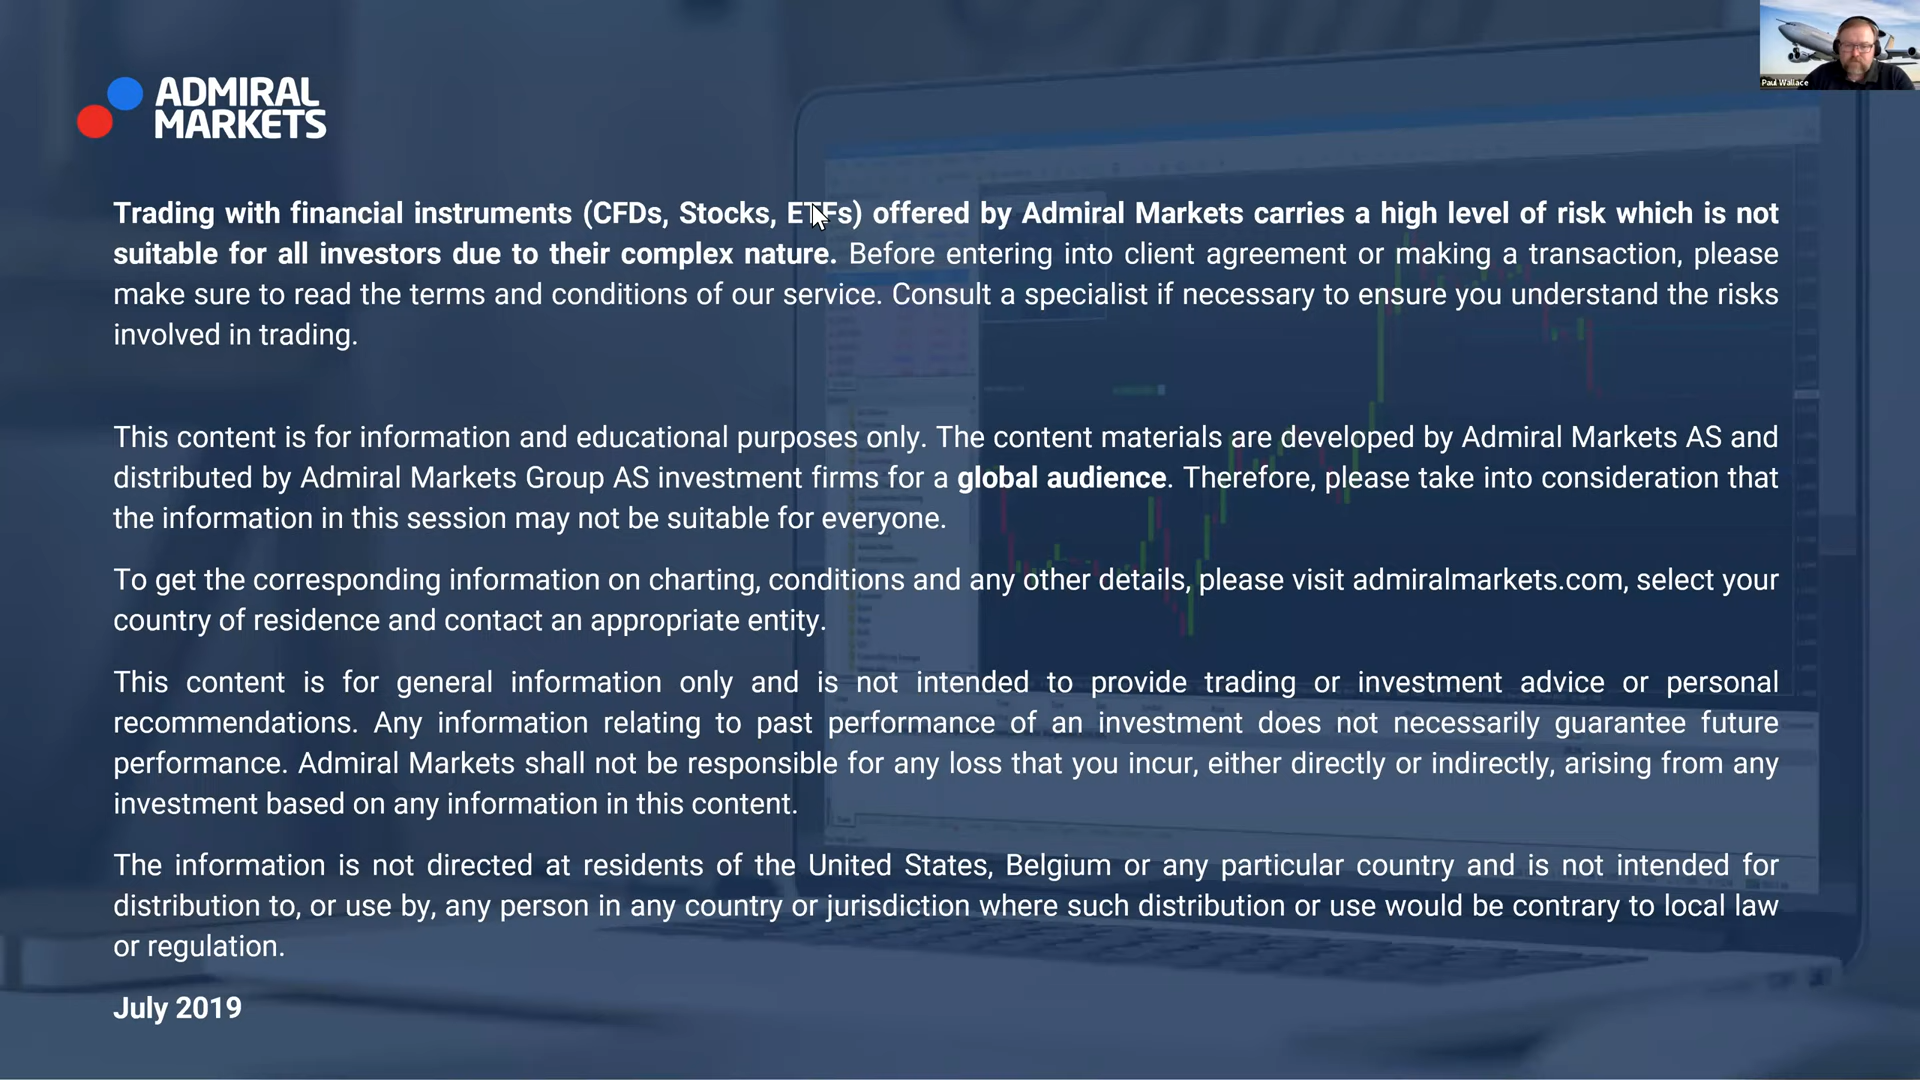 Paul Wallace
ADMIRAL
MARKETS
Trading with financial instruments (CFDs, Stocks, ETFs) offered by Admiral Markets carries a high level of risk which is not
suitable for all investors due to their complex nature. Before entering into client agreement or making a transaction, please
make sure to read the terms and conditions of our service. Consult a specialist if necessary to ensure you understand the risks
involved in trading.
This content is for information and educational purposes only. The content materials are developed by Admiral Markets AS and
distributed by Admiral Markets Group AS investment firms for a global audience. Therefore, please take into consideration that
the information in this session may not be suitable for everyone.
To get the corresponding information on charting, conditions and any other details, please visit admiralmarkets.com, select your
country of residence and contact an appropriate entity.
This content is for general information only and is not intended to provide trading or investment advice or personal
recommendations. Any information relating to past performance of an investment does not necessarily guarantee future
performance. Admiral Markets shall not be responsible for any loss that you incur, either directly or indirectly, arising from any
investment based on any information in this content.
The information is not directed at residents of the United States, Belgium or any particular country and is not intended for
distribution to, or use by, any person in any country or jurisdiction where such distribution or use would be contrary to local law
or regulation.
July 2019